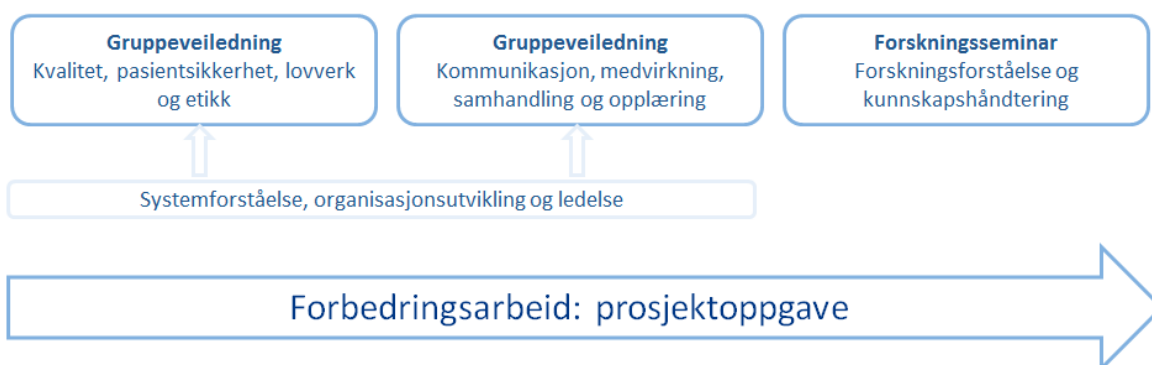 Gruppeveiledning
Kvalitet, pasientsikkerhet, lovverk
og etikk
Gruppeveiledning
Kommunikasjon, medvirkning,
samhandling og opplæring
Forskningsseminar
Forskningsforståelse og
kunnskapshåndtering
Systemforståelse, organisasjonsutvikling og ledelse
Forbedringsarbeid: prosjektoppgave